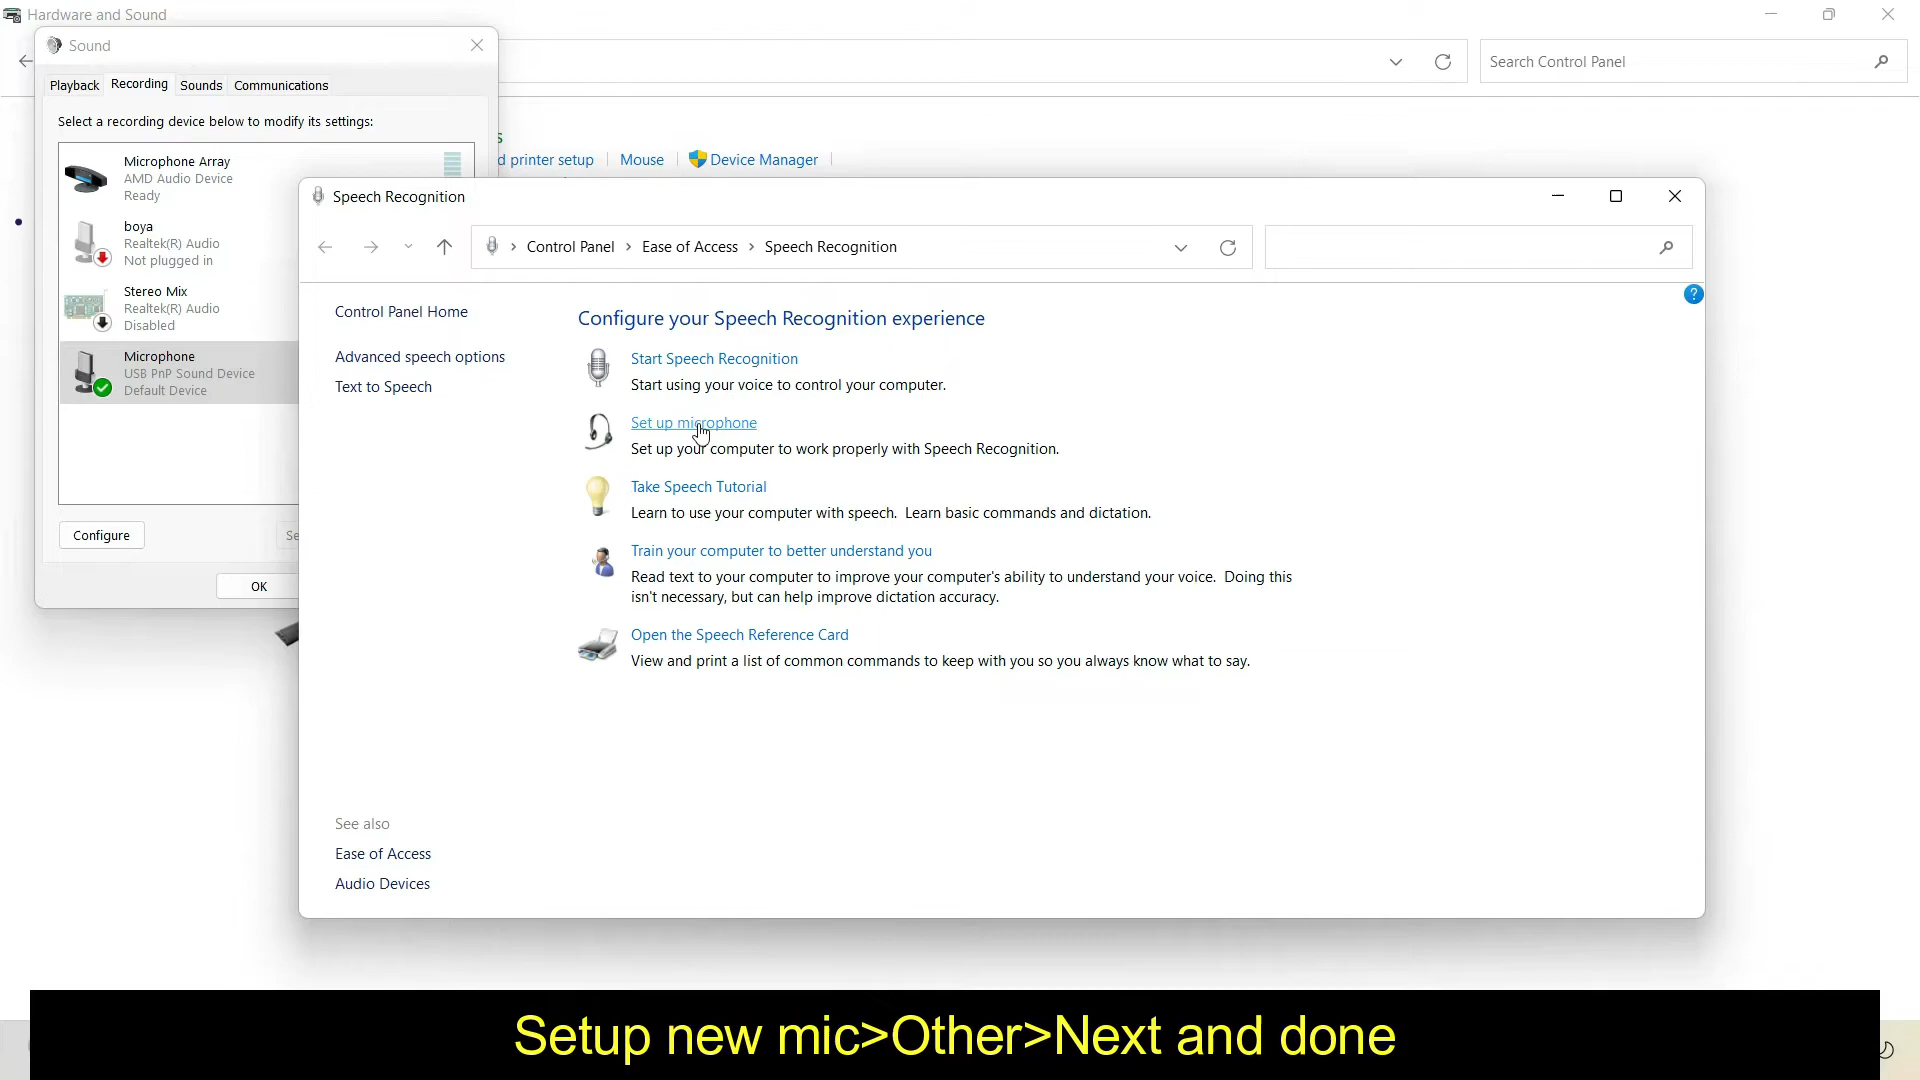 Hardware and Sound
Search Control Panel
s
d printer setup
Mouse
Device Manager
Sound
Playback
Recording
Sounds
Communications
Select a recording device below to modify its settings:
Microphone Array
AMD Audio Device
Ready
boya
Realtek(R) Audio
Not plugged in
Stereo Mix
Realtek(R) Audio
Disabled
Microphone
USB PnP Sound Device
Default Device
Configure
Se
OK
Speech Recognition
Control Panel > Ease of Access > Speech Recognition
?
Control Panel Home
Advanced speech options
Text to Speech
Configure your Speech Recognition experience
Start Speech Recognition
Start using your voice to control your computer.
Set up microphone
Set up your computer to work properly with Speech Recognition.
Take Speech Tutorial
Learn to use your computer with speech. Learn basic commands and dictation.
Train your computer to better understand you
Read text to your computer to improve your computer's ability to understand your voice. Doing this
isn't necessary, but can help improve dictation accuracy.
Open the Speech Reference Card
View and print a list of common commands to keep with you so you always know what to say.
See also
Ease of Access
Audio Devices
Setup new mic>Other>Next and done